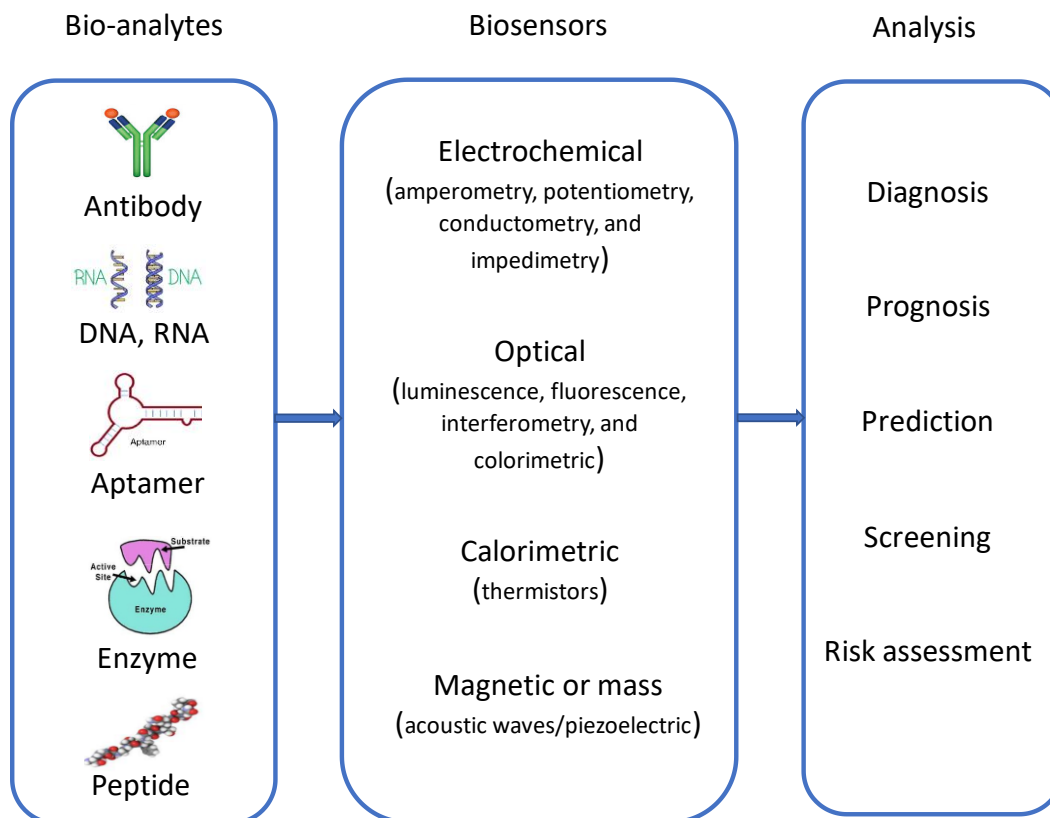 Bio-analytes
Biosensors
Analysis
Antibody
RNA
DNA
DNA, RNA
Aptamer
Aptamer
Substrate
Active
Site
Enzyme
Enzyme
Peptide
Electrochemical
(amperometry, potentiometry,
conductometry, and
impedimetry)
Optical
(luminescence, fluorescence,
interferometry, and
colorimetric)
Calorimetric
(thermistors)
Magnetic or mass
(acoustic waves/piezoelectric)
Diagnosis
Prognosis
Prediction
Screening
Risk assessment